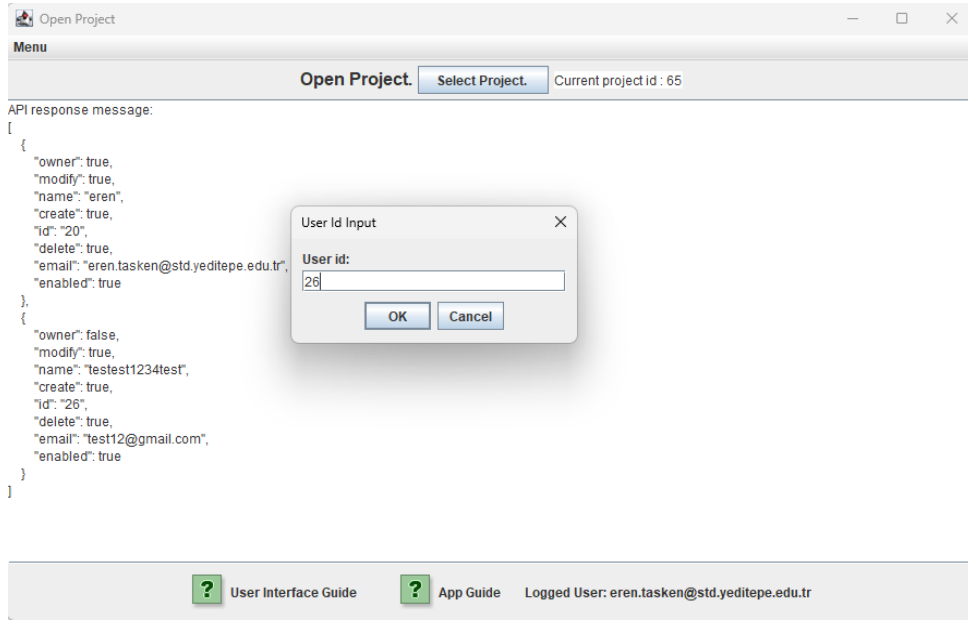 Open Project
Menu
Open Project. Select Project. Current project id : 65
API response message:
[
{
"owner": true,
"modify": true,
"name": "eren",
"create": true,
"id": "20",
"delete": true,
"email": "eren.tasken@std.yeditepe.edu.tr",
"enabled": true
},
{
"owner": false,
"modify": true,
"name": "testest1234test",
"create": true,
"id": "26",
"delete": true,
"email": "test12@gmail.com",
"enabled": true
}
]
User Id Input
User id:
26
OK Cancel
? User Interface Guide ? App Guide Logged User: eren.tasken@std.yeditepe.edu.tr